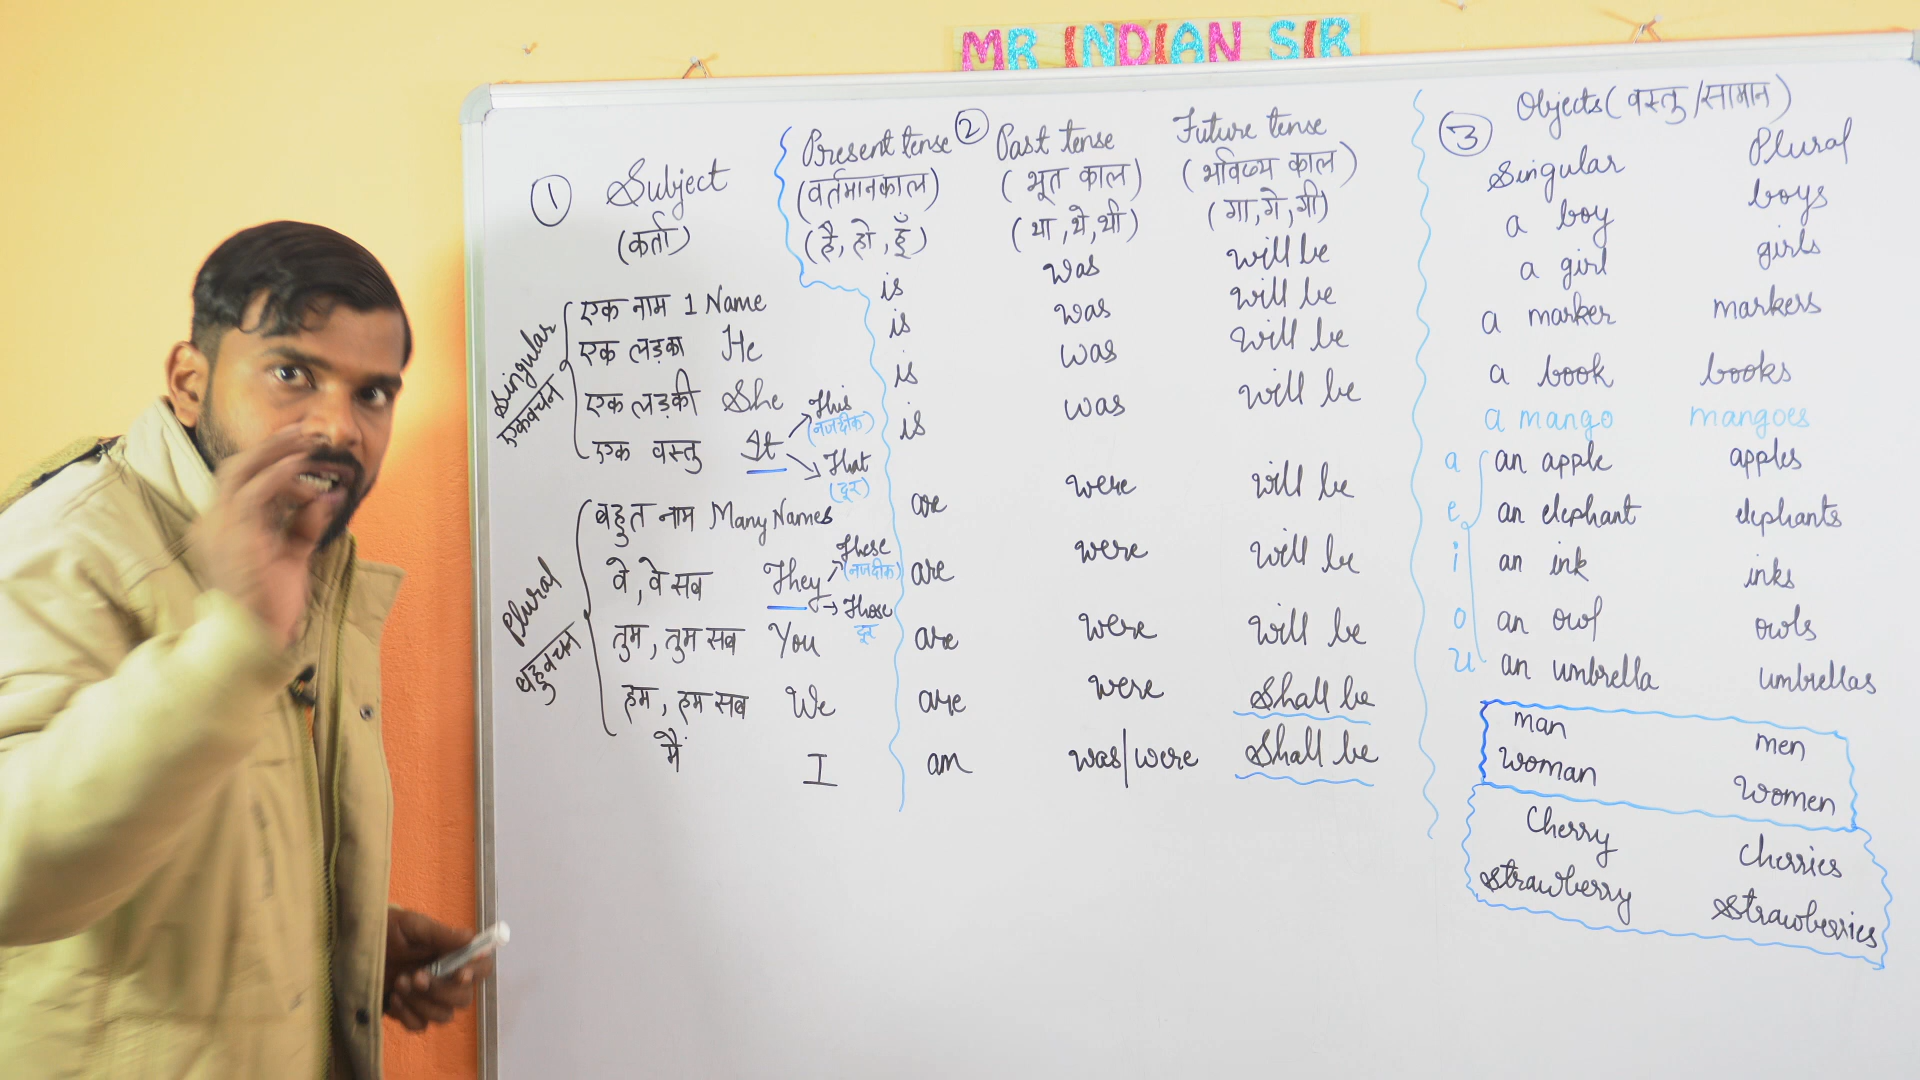 MR INDIAN SIR
① Subject
(कर्ता)
Singular
एकवचन
एक नाम 1 Name
एक लड़का He
एक लड़की She
एक वस्तु It
This
(नजदीक)
That
(दूर)
Plural
बहुवचन
बहुत नाम Many Names
वे, वे सब They
These
(नजदीक)
Those
दूर
तुम, तुम सब You
हम, हम सब We
मैं I
②
Present tense
(वर्तमानकाल)
(है, हो, हूँ)
is
is
is
is
are
are
are
are
am
Past tense
(भूत काल)
(था, थे, थी)
was
was
was
was
were
were
were
were
was/were
Future tense
(भविष्य काल)
(गा, गे, गी)
will be
will be
will be
will be
will be
will be
will be
Shall be
Shall be
③ Objects (वस्तु/सामान)
Singular Plural
a boy boys
a girl girls
a marker markers
a book books
a mango mangoes
a an apple apples
e an elephant elephants
i an ink inks
o an owl owls
u an umbrella umbrellas
man men
woman women
Cherry Cherries
Strawberry Strawberries